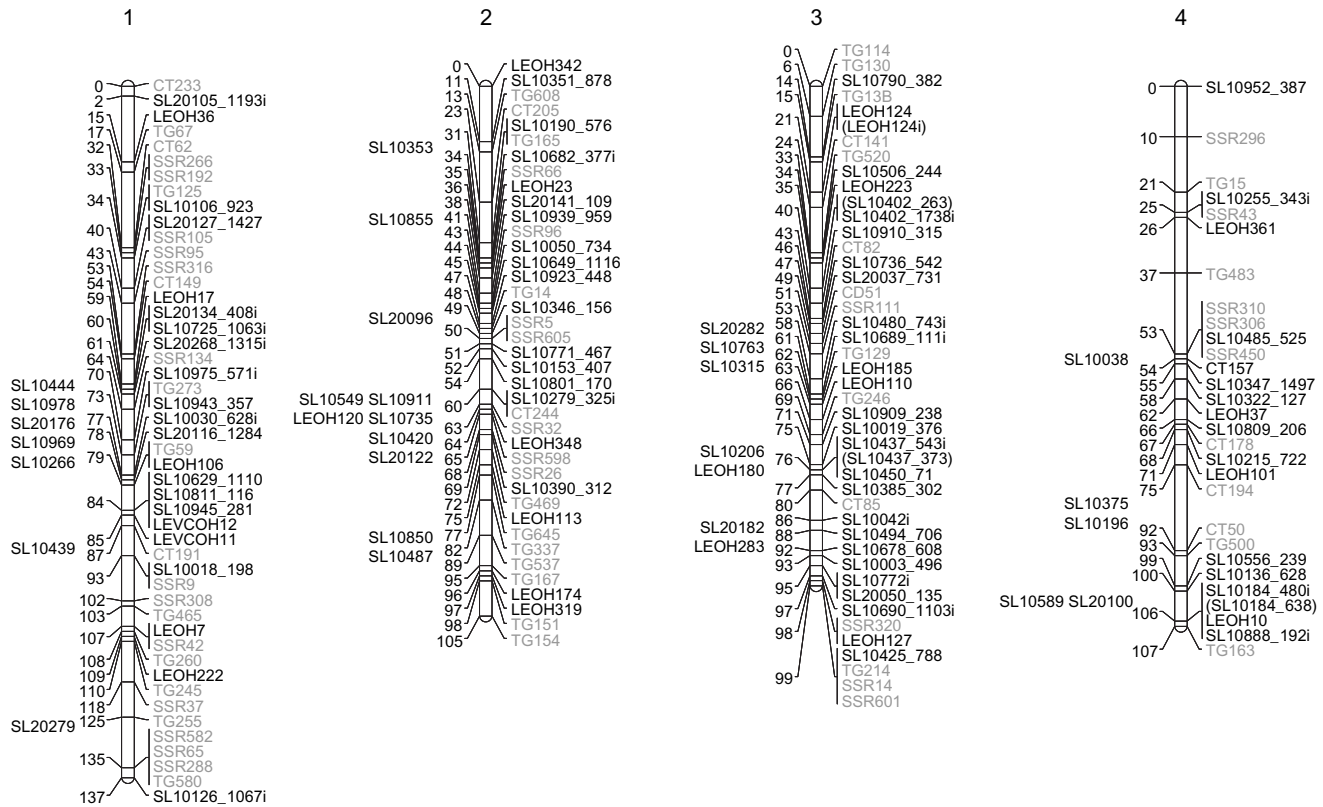 1
SL10444
SL10978
SL20176
SL10969
SL10266
SL10439
SL20279
0 CT233
2 SL20105_1193i
15 LEOH36
17 TG67
32 CT62
33 SSR266
SSR192
34 TG125
SL10106_923
40 SL20127_1427
SSR105
43 SSR95
53 SSR316
54 CT149
59 LEOH17
60 SL20134_408i
SL10725_1063i
61 SL20268_1315i
64 SSR134
70 SL10975_571i
73 TG273
SL10943_357
77 SL10030_628i
78 SL20116_1284
79 TG59
LEOH106
84 SL10629_1110
SL10811_116
SL10945_281
LEVCOH12
85 LEVCOH11
87 CT191
93 SL10018_198
SSR9
102 SSR308
103 TG465
107 LEOH7
SSR42
108 TG260
109 LEOH222
110 TG245
118 SSR37
125 TG255
135 SSR582
SSR65
SSR288
TG580
137 SL10126_1067i
2
SL10353
SL10855
SL20096
SL10549 SL10911
LEOH120 SL10735
SL10420
SL20122
SL10850
SL10487
0 LEOH342
11 SL10351_878
13 TG608
23 CT205
31 SL10190_576
TG165
34 SL10682_377i
35 SSR66
36 LEOH23
38 SL20141_109
41 SL10939_959
43 SSR96
44 SL10050_734
45 SL10649_1116
47 SL10923_448
48 TG14
49 SL10346_156
50 SSR5
SSR605
51 SL10771_467
52 SL10153_407
54 SL10801_170
60 SL10279_325i
CT244
63 SSR32
64 LEOH348
65 SSR598
68 SSR26
69 SL10390_312
72 TG469
75 LEOH113
77 TG645
82 TG337
89 TG537
95 TG167
96 LEOH174
97 LEOH319
98 TG151
105 TG154
3
SL20282
SL10763
SL10315
SL10206
LEOH180
SL20182
LEOH283
0 TG114
6 TG130
14 SL10790_382
15 TG13B
21 LEOH124
(LEOH124i)
24 CT141
33 TG520
34 SL10506_244
35 LEOH223
40 (SL10402_263)
SL10402_1738i
43 SL10910_315
46 CT82
47 SL10736_542
49 SL20037_731
51 CD51
53 SSR111
58 SL10480_743i
61 SL10689_111i
62 TG129
63 LEOH185
66 LEOH110
69 TG246
71 SL10909_238
75 SL10019_376
76 SL10437_543i
(SL10437_373)
SL10450_71
77 SL10385_302
80 CT85
86 SL10042i
88 SL10494_706
92 SL10678_608
93 SL10003_496
95 SL10772i
SL20050_135
97 SL10690_1103i
98 SSR320
LEOH127
99 SL10425_788
TG214
SSR14
SSR601
4
SL10038
SL10375
SL10196
SL10589 SL20100
0 SL10952_387
10 SSR296
21 TG15
25 SL10255_343i
SSR43
26 LEOH361
37 TG483
53 SSR310
SSR306
SL10485_525
SSR450
54 CT157
55 SL10347_1497
58 SL10322_127
62 LEOH37
66 SL10809_206
67 CT178
68 SL10215_722
71 LEOH101
75 CT194
92 CT50
93 TG500
99 SL10556_239
100 SL10136_628
106 SL10184_480i
(SL10184_638)
LEOH10
SL10888_192i
107 TG163